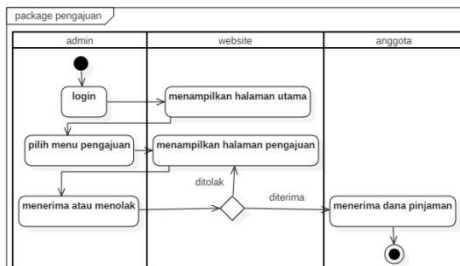 package pengajuan
admin
website
anggota
login
menampilkan halaman utama
pilih menu pengajuan
menampilkan halaman pengajuan
ditolak
diterima
menerima atau menolak
menerima dana pinjaman